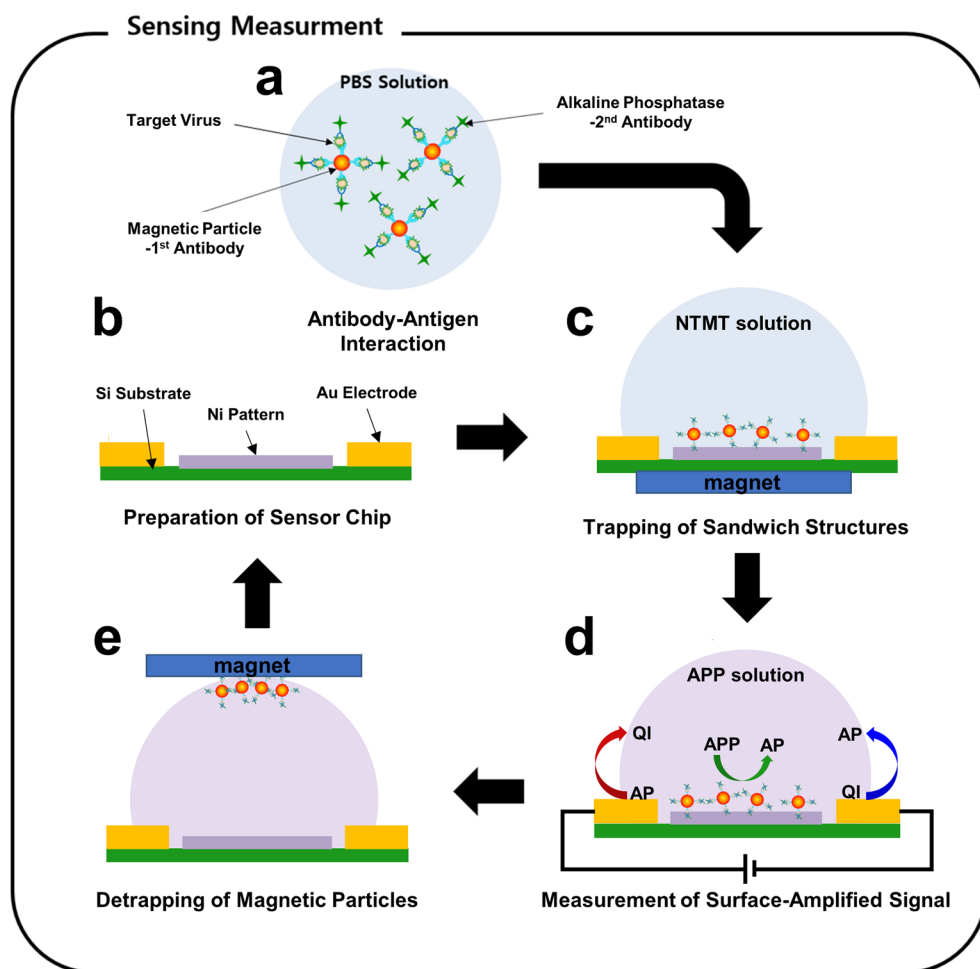 Sensing Measurment
a
PBS Solution
Target Virus
Alkaline Phosphatase
-2nd Antibody
Magnetic Particle
-1st Antibody
Antibody-Antigen
Interaction
b
Si Substrate
Ni Pattern
Au Electrode
Preparation of Sensor Chip
c
NTMT solution
magnet
Trapping of Sandwich Structures
d
APP solution
QI
AP
APP
AP
AP
QI
Measurement of Surface-Amplified Signal
e
magnet
Detrapping of Magnetic Particles